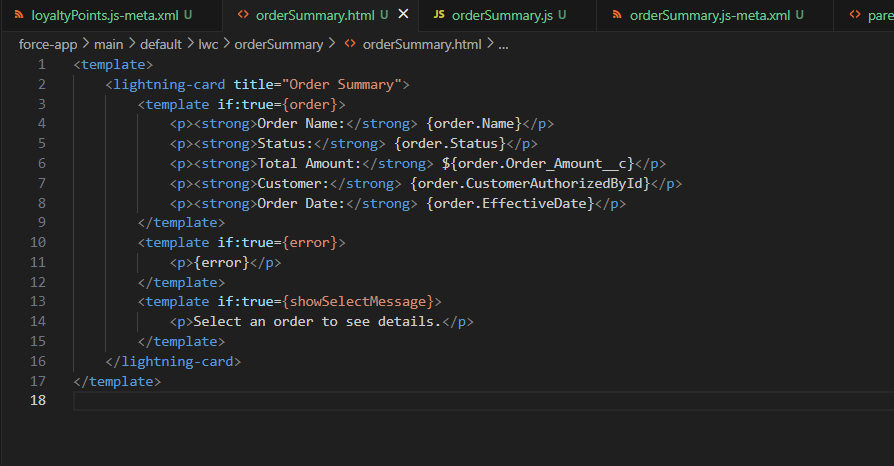 loyaltyPoints.js-meta.xml U orderSummary.html U JS orderSummary.js U orderSummary.js-meta.xml U pare
force-app > main > default > lwc > orderSummary > orderSummary.html > ...
1 <template>
2 <lightning-card title="Order Summary">
3 <template if:true={order}>
4 <p><strong>Order Name:</strong> {order.Name}</p>
5 <p><strong>Status:</strong> {order.Status}</p>
6 <p><strong>Total Amount:</strong> ${order.Order_Amount__c}</p>
7 <p><strong>Customer:</strong> {order.CustomerAuthorizedById}</p>
8 <p><strong>Order Date:</strong> {order.EffectiveDate}</p>
9 </template>
10 <template if:true={error}>
11 <p>{error}</p>
12 </template>
13 <template if:true={showSelectMessage}>
14 <p>Select an order to see details.</p>
15 </template>
16 </lightning-card>
17 </template>
18